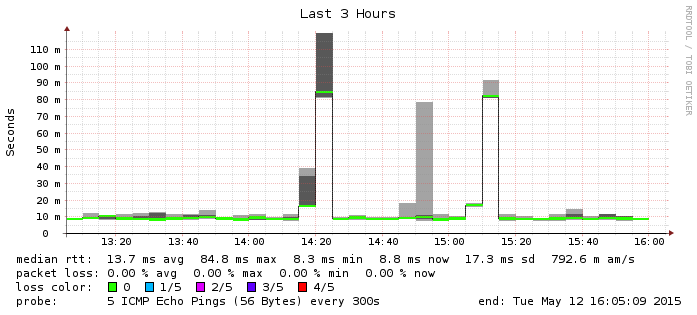 Last 3 Hours
RRDTOOL / TOBI OETIKER
Seconds
110 m
100 m
90 m
80 m
70 m
60 m
50 m
40 m
30 m
20 m
10 m
0
13:20 13:40 14:00 14:20 14:40 15:00 15:20 15:40 16:00
median rtt: 13.7 ms avg 84.8 ms max 8.3 ms min 8.8 ms now 17.3 ms sd 792.6 m am/s
packet loss: 0.00 % avg 0.00 % max 0.00 % min 0.00 % now
loss color: 0 1/5 2/5 3/5 4/5
probe: 5 ICMP Echo Pings (56 Bytes) every 300s end: Tue May 12 16:05:09 2015